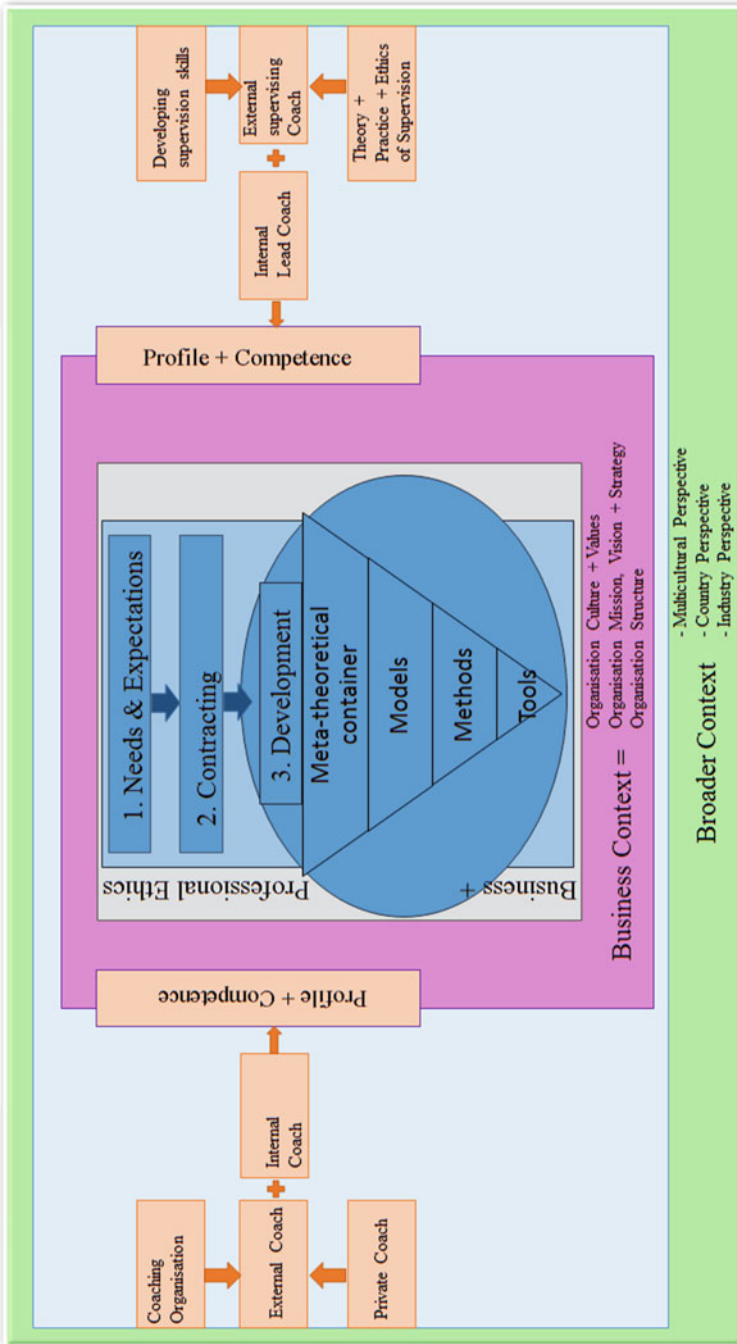 Coaching
Organisation
External Coach
Private Coach
Internal
Coach
Profile + Competence
Business +
Professional Ethics
1. Needs & Expectations
2. Contracting
3. Development
Meta-theoretical
container
Models
Methods
Tools
Profile + Competence
Internal
Lead Coach
Developing
supervision skills
External
supervising
Coach
Theory +
Practice + Ethics
of Supervision
Business Context =
Organisation Culture + Values
Organisation Mission, Vision + Strategy
Organisation Structure
Broader Context
- Multicultural Perspective
- Country Perspective
- Industry Perspective